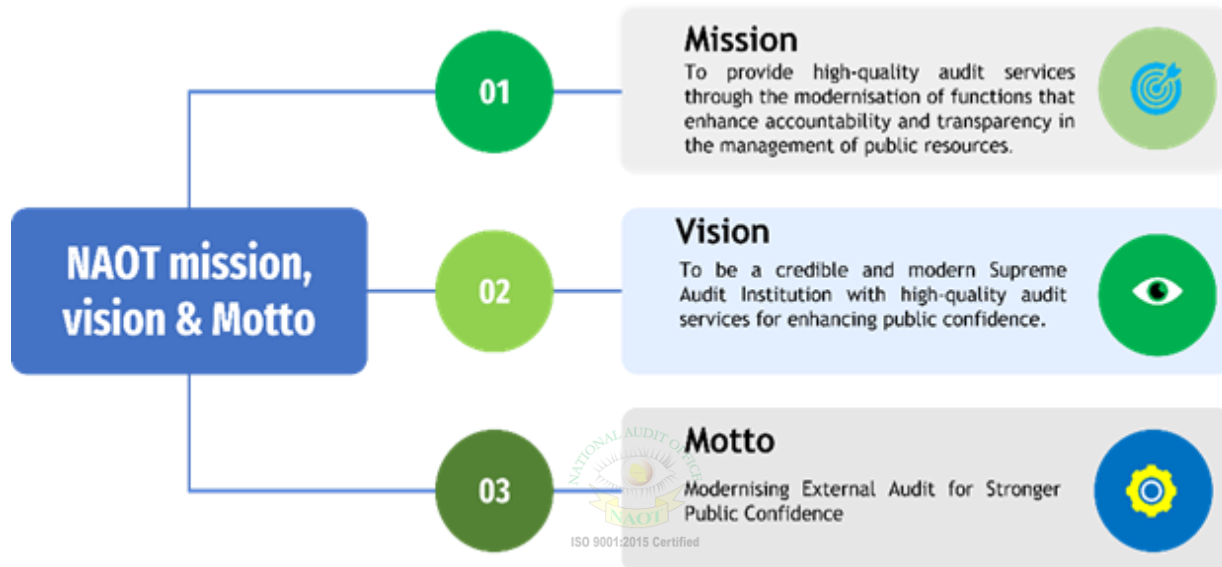 NAOT mission,
vision & Motto
01
Mission
To provide high-quality audit services
through the modernisation of functions that
enhance accountability and transparency in
the management of public resources.
02
Vision
To be a credible and modern Supreme
Audit Institution with high-quality audit
services for enhancing public confidence.
03
Motto
Modernising External Audit for Stronger
Public Confidence
NATIONAL AUDIT OFFICE
NAOT
ISO 9001:2015 Certified